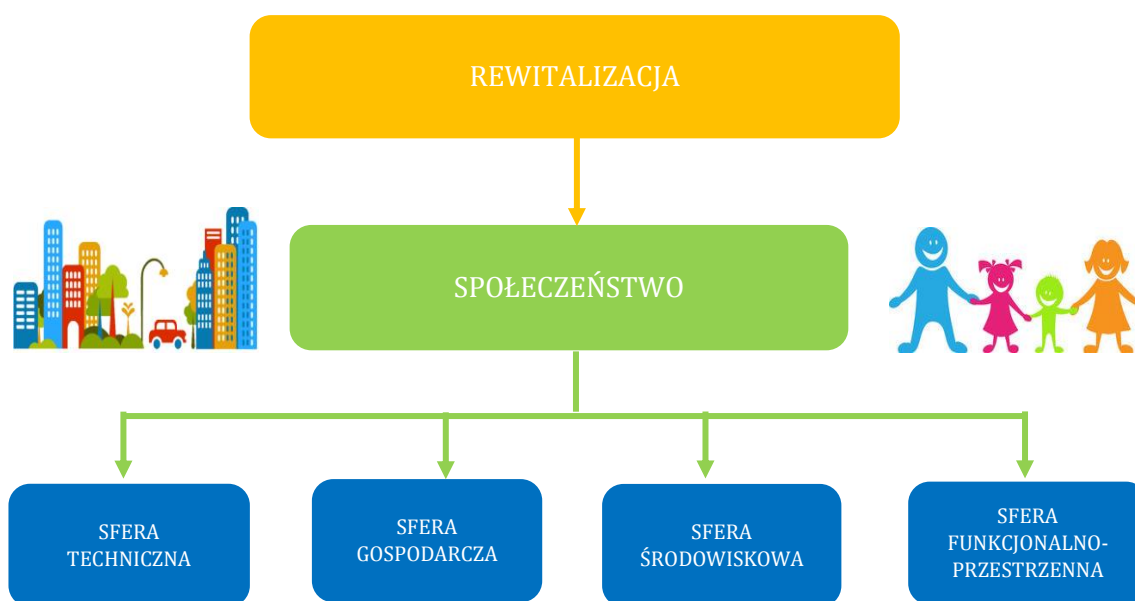 REWITALIZACJA
SPOŁECZEŃSTWO
SFERA
TECHNICZNA
SFERA
GOSPODARCZA
SFERA
ŚRODOWISKOWA
SFERA
FUNKCJONALNO-
PRZESTRZENNA